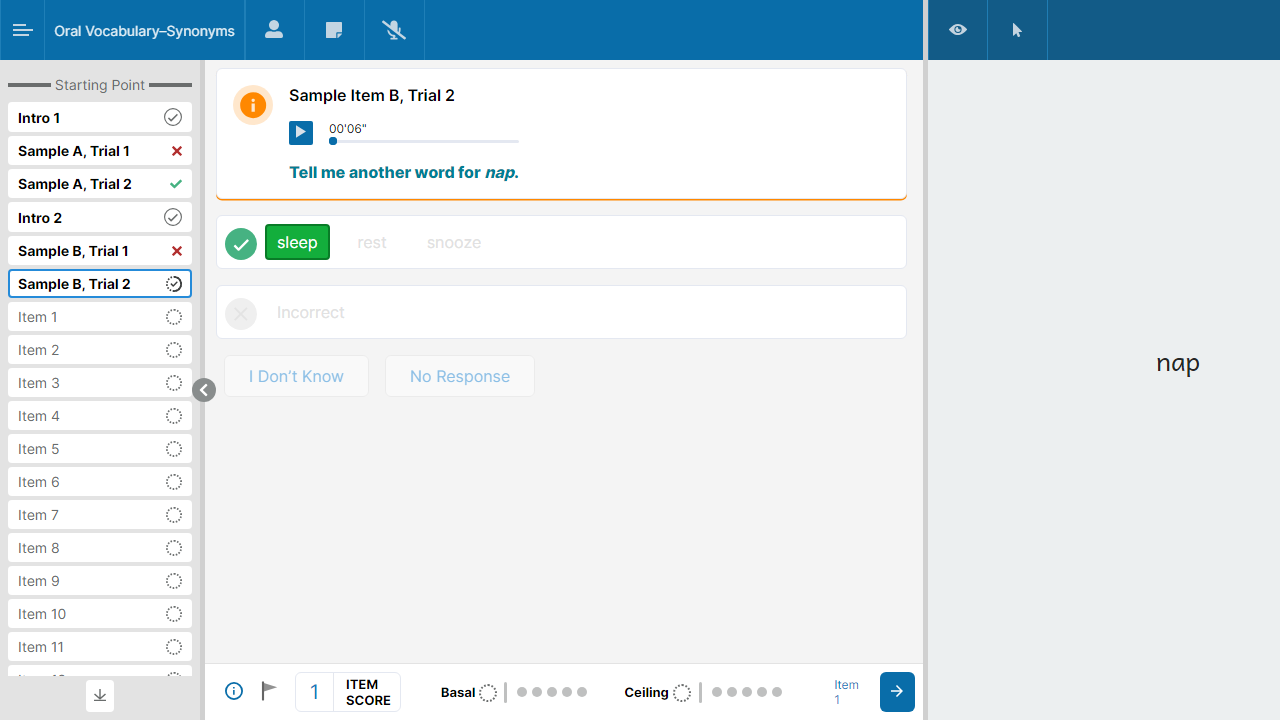 Oral Vocabulary–Synonyms
Starting Point
Intro 1
Sample A, Trial 1
Sample A, Trial 2
Intro 2
Sample B, Trial 1
Sample B, Trial 2
Item 1
Item 2
Item 3
Item 4
Item 5
Item 6
Item 7
Item 8
Item 9
Item 10
Item 11
Sample Item B, Trial 2
00'06"
Tell me another word for nap.
sleep rest snooze
Incorrect
I Don't Know No Response
1 ITEM
SCORE
Basal
Ceiling
Item
1
nap